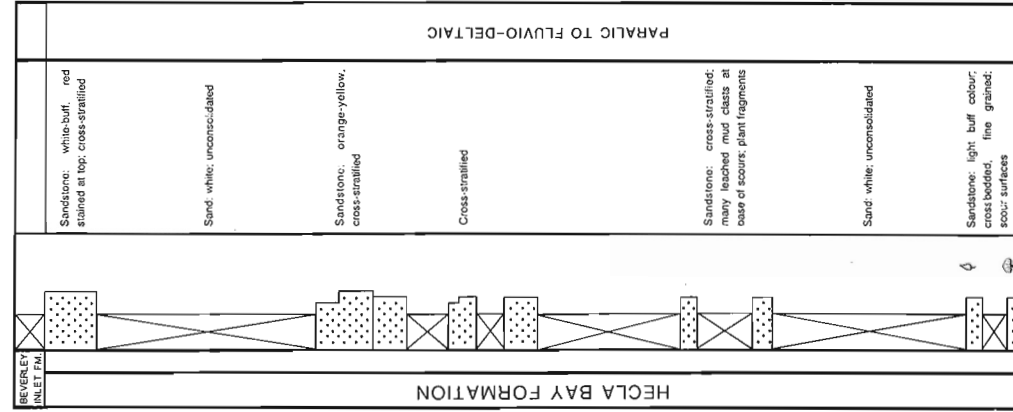 PARALIC TO FLUVIO-DELTAIC
Sandstone: white-buff, red
stained at top; cross-stratified
Sand: white; unconsolidated
Sandstone: orange-yellow,
cross-stratified
Cross-stratified
Sandstone: cross-stratified;
many leached mud clasts at
base of scours; plant fragments
Sand: white; unconsolidated
Sandstone: light buff colour;
crossbedded, fine grained;
scour surfaces
BEVERLEY
INLET FM.
HECLA BAY FORMATION